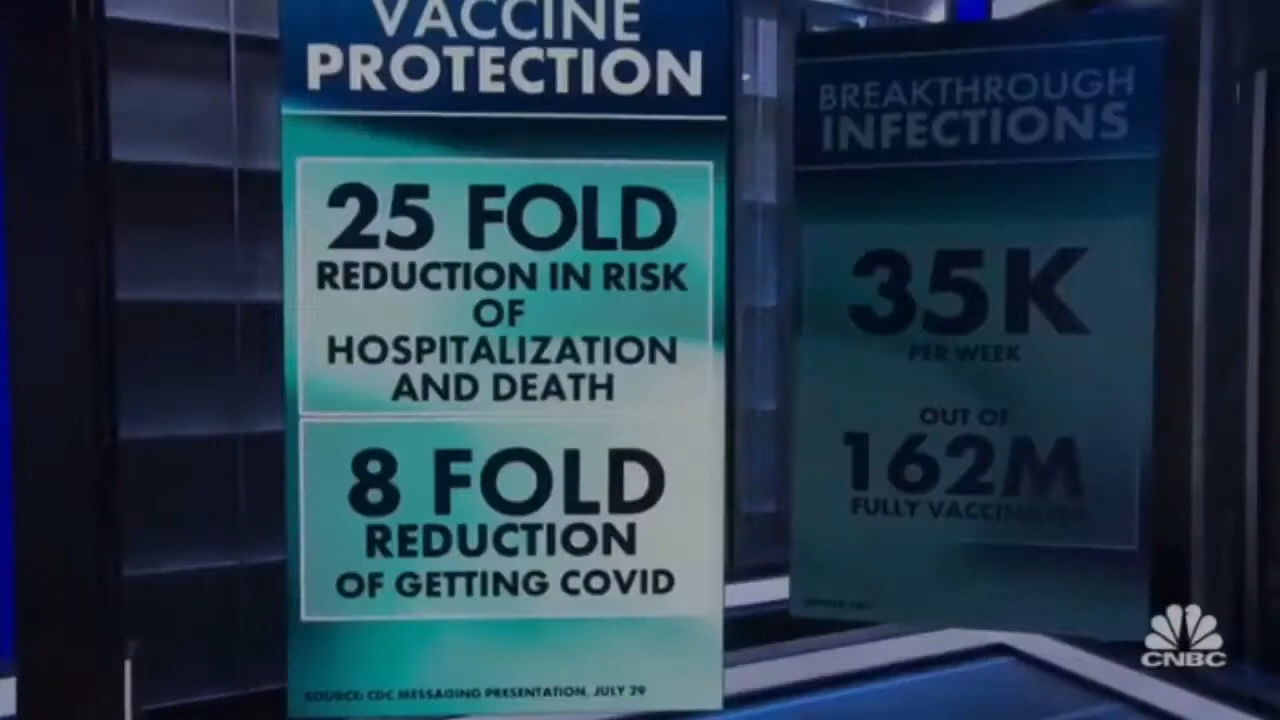 VACCINE
PROTECTION
25 FOLD
REDUCTION IN RISK
OF
HOSPITALIZATION
AND DEATH
8 FOLD
REDUCTION
OF GETTING COVID
SOURCE: CDC MESSAGING PRESENTATION, JULY 29
BREAKTHROUGH
INFECTIONS
35K
PER WEEK
OUT OF
162M
FULLY
CNBC